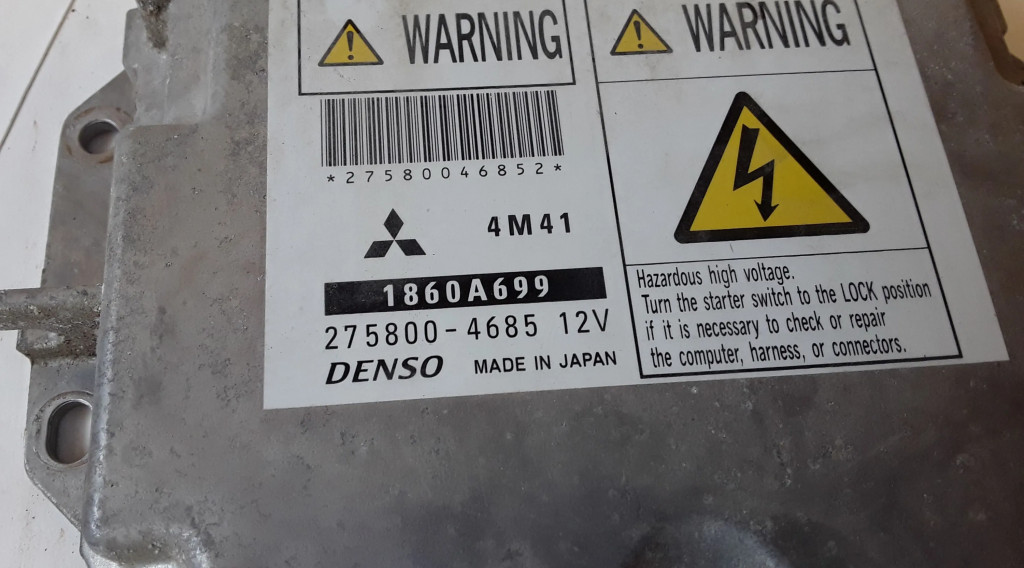 WARNING
*27580046852*
4M41
1860A699
275800-4685 12V
DENSO MADE IN JAPAN
WARNING
Hazardous high voltage.
Turn the starter switch to the LOCK position
if it is necessary to check or repair
the computer, harness, or connectors.